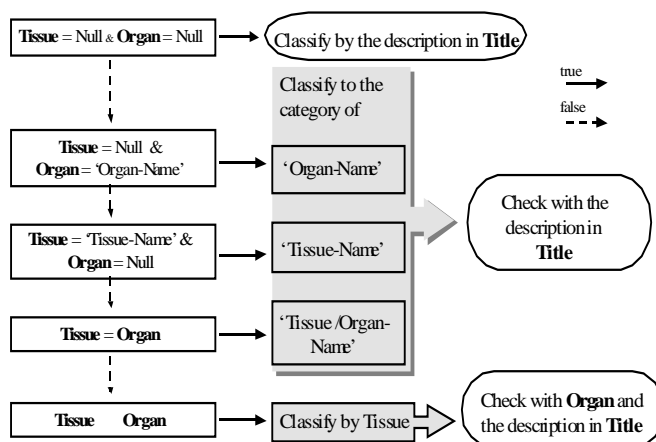 Tissue = Null & Organ = Null
Classify by the description in Title
true
false
Classify to the
category of
Tissue = Null &
Organ = 'Organ-Name'
'Organ-Name'
Check with the
description in
Title
Tissue = 'Tissue-Name' &
Organ = Null
'Tissue-Name'
Tissue = Organ
'Tissue /Organ-
Name'
Tissue Organ
Classify by Tissue
Check with Organ and
the description in Title